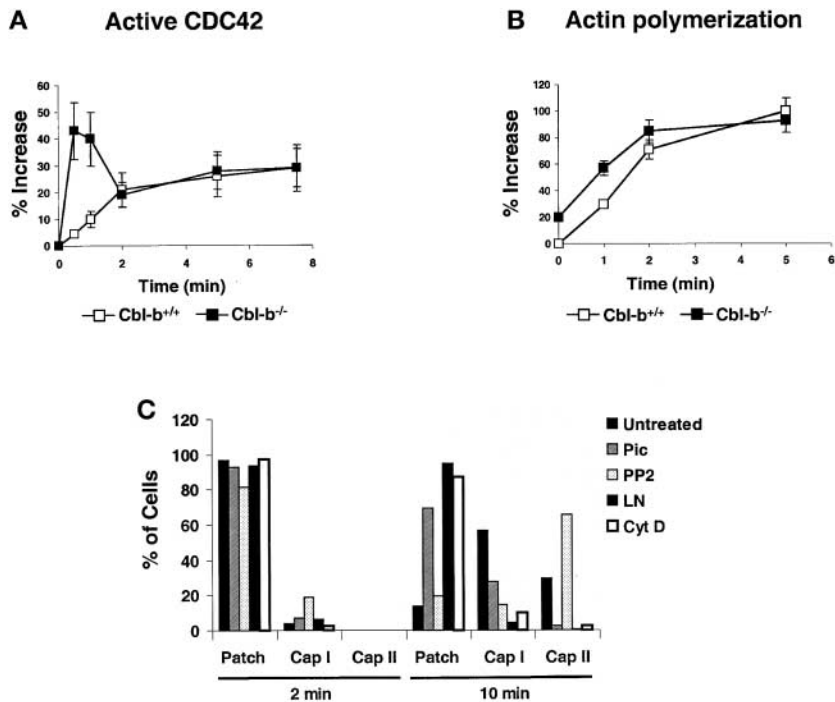 A Active CDC42
% Increase
60
50
40
30
20
10
0
0 2 4 6 8
Time (min)
Cbl-b+/+ Cbl-b-/-
B Actin polymerization
% Increase
120
100
80
60
40
20
0
0 1 2 3 4 5 6
Time (min)
Cbl-b+/+ Cbl-b-/-
C
% of Cells
120
100
80
60
40
20
0
Patch Cap I Cap II Patch Cap I Cap II
2 min 10 min
Untreated
Pic
PP2
LN
Cyt D